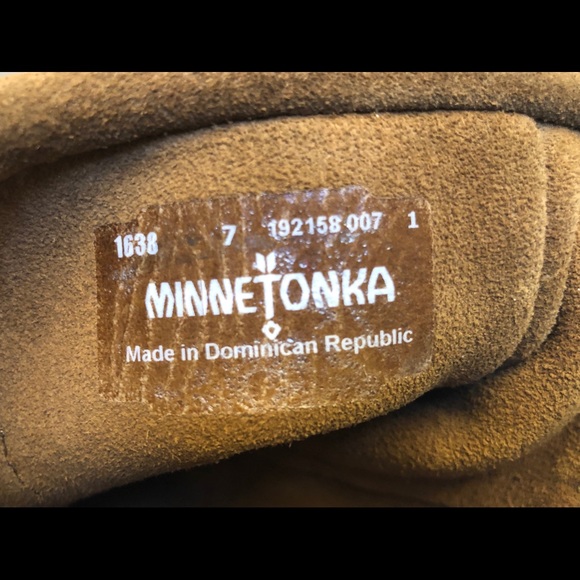 1638 7 192158 007 1
MINNETONKA
Made in Dominican Republic